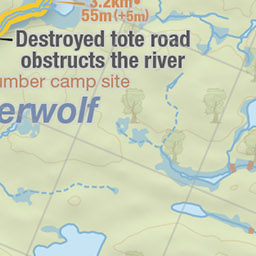 3.2km
55m (+5m)
Destroyed tote road
obstructs the river
umber camp site
erwolf